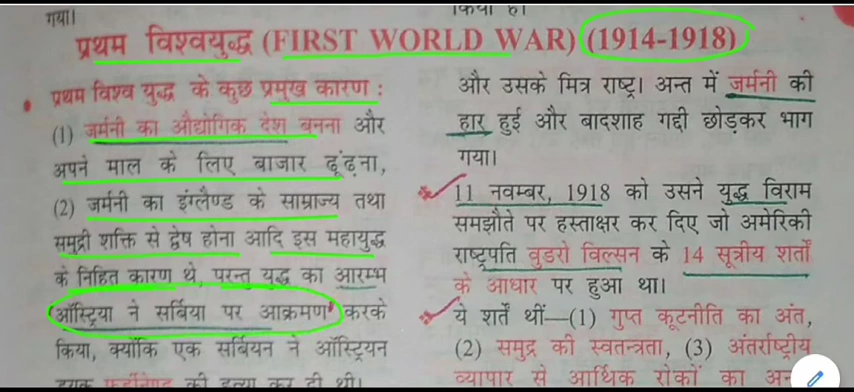 गया।
प्रथम विश्वयुद्ध (FIRST WORLD WAR) (1914-1918)
प्रथम विश्व युद्ध के कुछ प्रमुख कारण :
(1) जर्मनी का औद्योगिक देश बनना और
अपने माल के लिए बाजार ढूंढ़ना,
(2) जर्मनी का इंग्लैण्ड के साम्राज्य तथा
समुद्री शक्ति से द्वेष होना आदि इस महायुद्ध
के निहित कारण थे, परन्तु युद्ध का आरम्भ
ऑस्ट्रिया ने सर्बिया पर आक्रमण करके
किया, क्योंकि एक सर्बियन ने ऑस्ट्रियन
की हत्या कर दी थी।
किया है।
और उसके मित्र राष्ट्र। अन्त में जर्मनी की
हार हुई और बादशाह गद्दी छोड़कर भाग
गया।
11 नवम्बर, 1918 को उसने युद्ध विराम
समझौते पर हस्ताक्षर कर दिए जो अमेरिकी
राष्ट्रपति वुडरो विल्सन के 14 सूत्रीय शर्तों
के आधार पर हुआ था।
ये शर्तें थीं—(1) गुप्त कूटनीति का अंत,
(2) समुद्र की स्वतन्त्रता, (3) अंतर्राष्ट्रीय
व्यापार से आर्थिक रोकों का